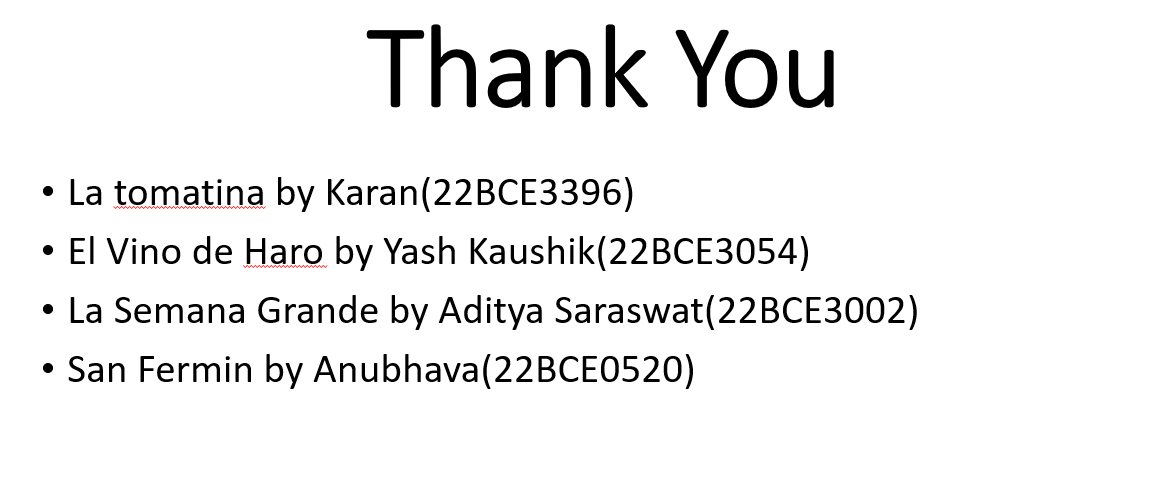 Thank You
• La tomatina by Karan(22BCE3396)
• El Vino de Haro by Yash Kaushik(22BCE3054)
• La Semana Grande by Aditya Saraswat(22BCE3002)
• San Fermin by Anubhava(22BCE0520)